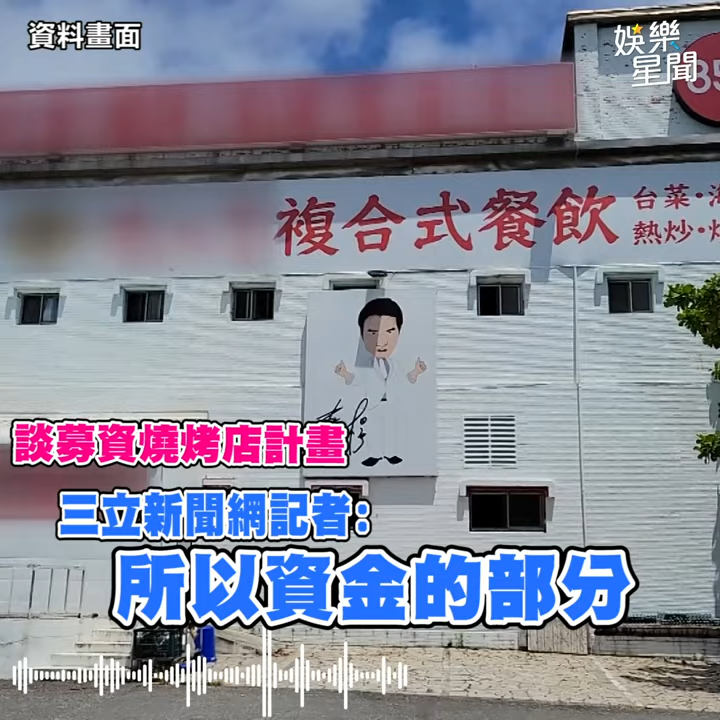 資料畫面
娛樂
星聞
85
複合式餐飲
台菜・
熱炒・
談募資燒烤店計畫
三立新聞網記者：
所以資金的部分